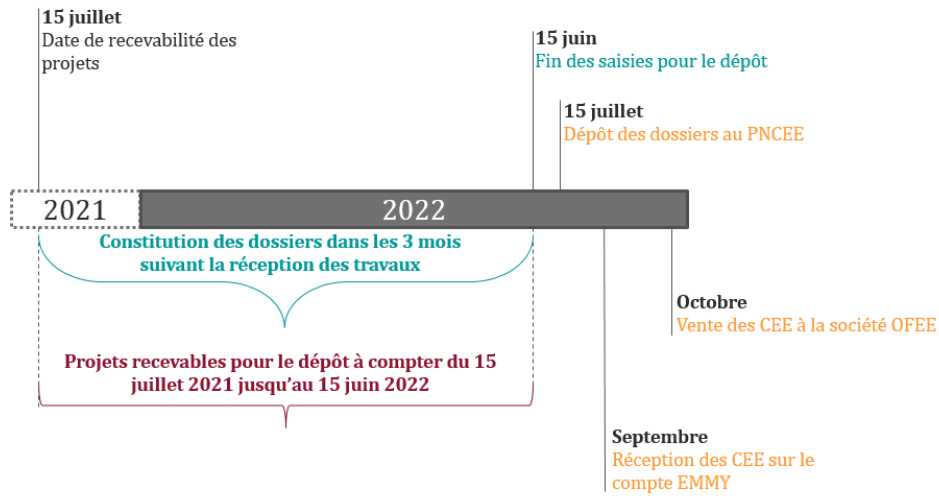 15 juillet
Date de recevabilité des
projets
15 juin
Fin des saisies pour le dépôt
15 juillet
Dépôt des dossiers au PNCEE
2021
2022
Constitution des dossiers dans les 3 mois
suivant la réception des travaux
Octobre
Vente des CEE à la société OFEE
Projets recevables pour le dépôt à compter du 15
juillet 2021 jusqu'au 15 juin 2022
Septembre
Réception des CEE sur le
compte EMMY